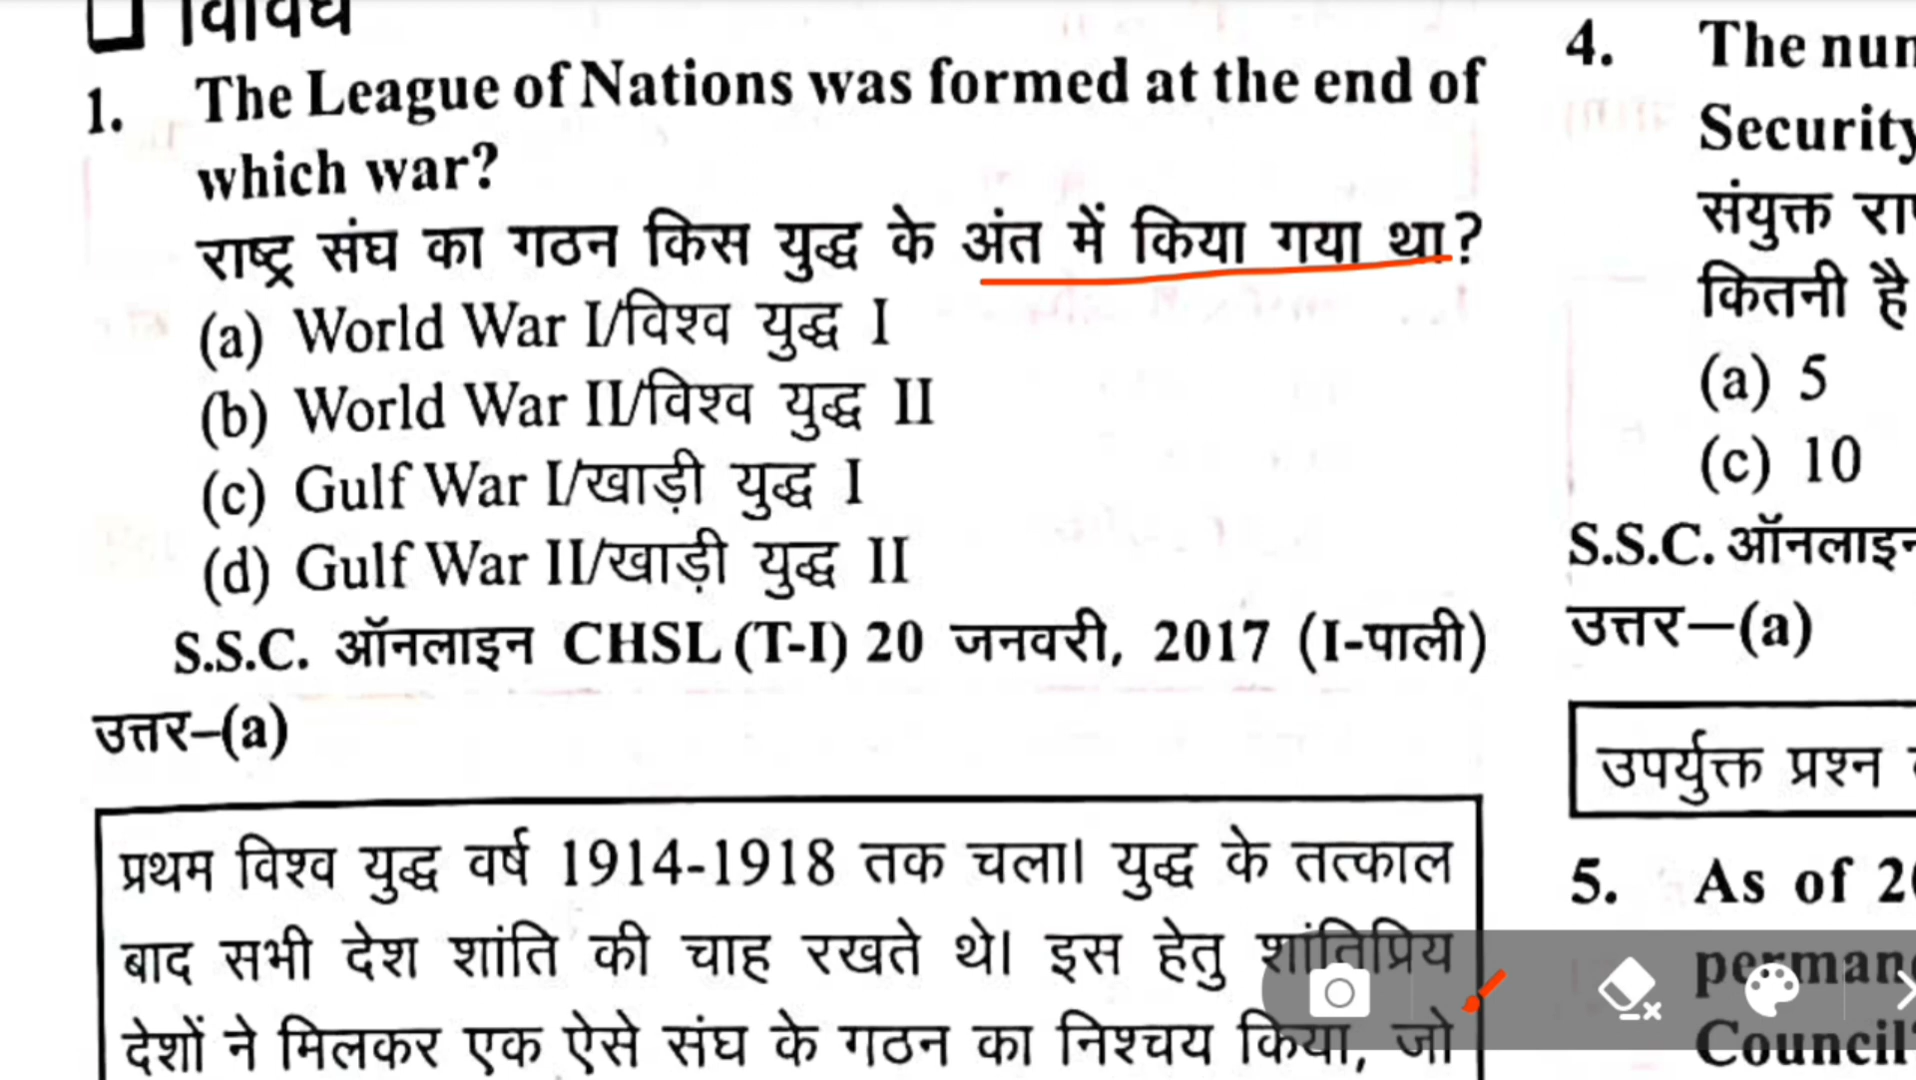 विविध
1. The League of Nations was formed at the end of
which war?
राष्ट्र संघ का गठन किस युद्ध के अंत में किया गया था?
(a) World War I/विश्व युद्ध I
(b) World War II/विश्व युद्ध II
(c) Gulf War I/खाड़ी युद्ध I
(d) Gulf War II/खाड़ी युद्ध II
S.S.C. ऑनलाइन CHSL (T-I) 20 जनवरी, 2017 (I-पाली)
उत्तर–(a)
प्रथम विश्व युद्ध वर्ष 1914-1918 तक चला। युद्ध के तत्काल
बाद सभी देश शांति की चाह रखते थे। इस हेतु शांतिप्रिय
देशों ने मिलकर एक ऐसे संघ के गठन का निश्चय किया, जो
4. The
Security
संयुक्त
कितनी है
(a) 5
(c) 10
S.S.C. ऑनलाइन
उत्तर–(a)
उपर्युक्त प्रश्न
5. As of
Council